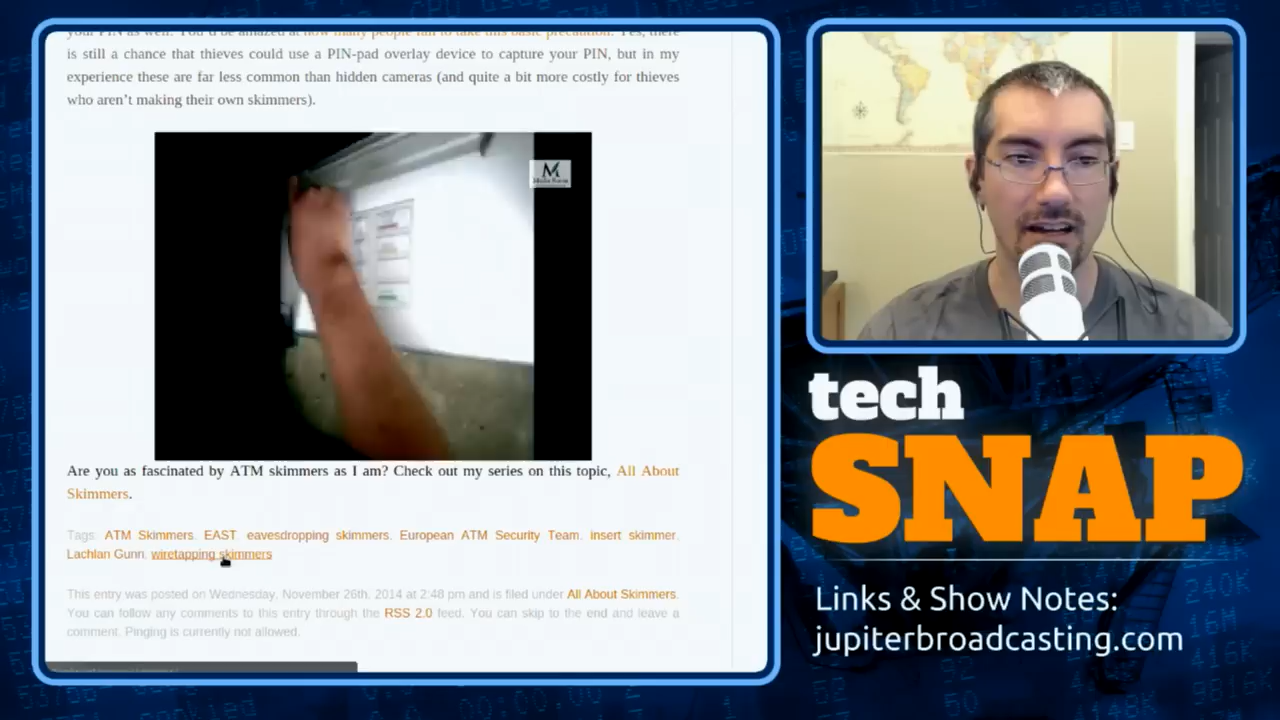 your PIN as well. You'd be amazed at how many people fail to take this basic precaution. Yes, there
is still a chance that thieves could use a PIN-pad overlay device to capture your PIN, but in my
experience these are far less common than hidden cameras (and quite a bit more costly for thieves
who aren't making their own skimmers).
M
Are you as fascinated by ATM skimmers as I am? Check out my series on this topic, All About
Skimmers.
Tags: ATM Skimmers, EAST, eavesdropping skimmers, European ATM Security Team, insert skimmer,
Lachlan Gunn, wiretapping skimmers
This entry was posted on Wednesday, November 26th, 2014 at 2:48 pm and is filed under All About Skimmers.
You can follow any comments to this entry through the RSS 2.0 feed. You can skip to the end and leave a
comment. Pinging is currently not allowed.
tech
SNAP
Links & Show Notes:
jupiterbroadcasting.com